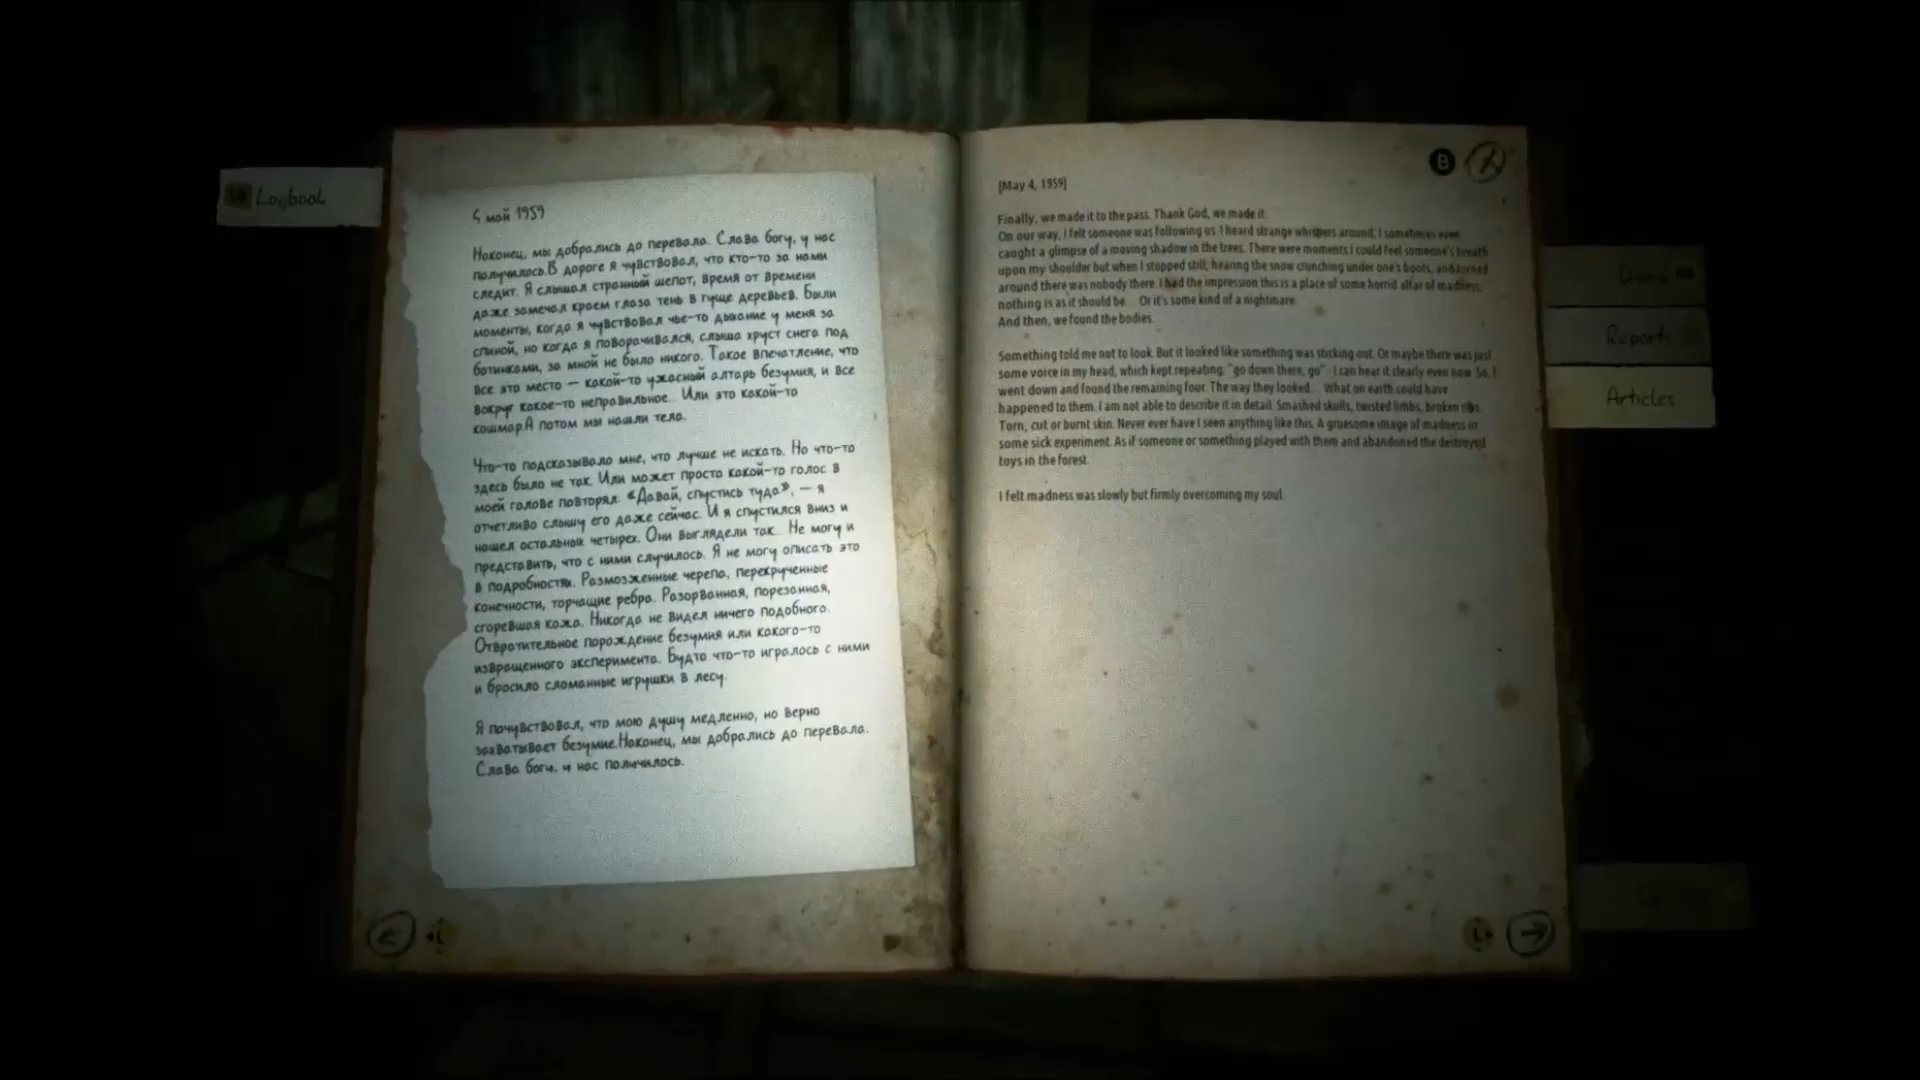 Logbook
4 май 1959
Наконец, мы добрались до перевала. Слава богу, у нас
получилось.В дороге я чувствовал, что кто-то за нами
следит. Я слышал странный шепот, время от времени
даже замечал краем глаза тень в гуще деревьев. Были
моменты, когда я чувствовал чье-то дыхание у меня за
спиной, но когда я поворачивался, слыша хруст снега под
ботинками, за мной не было никого. Такое впечатление, что
все это место — какой-то ужасный алтарь безумия, и все
вокруг какое-то неправильное... Или это какой-то
кошмар.А потом мы нашли тела.
Что-то подсказывало мне, что лучше не искать. Но что-то
здесь было не так. Или может просто какой-то голос в
моей голове повторял: «Давай, спустись туда», — я
отчетливо слышу его даже сейчас. И я спустился вниз и
нашел остальных четырех. Они выглядели так... Не могу и
представить, что с ними случилось. Я не могу описать это
в подробностях. Размозженные черепа, перекрученные
конечности, торчащие ребра. Разорванная, порезанная,
сгоревшая кожа. Никогда не видел ничего подобного.
Отвратительное порождение безумия или какого-то
извращенного эксперимента. Будто что-то игралось с ними
и бросило сломанные игрушки в лесу.
Я почувствовал, что мою душу медленно, но верно
захватывает безумие.Наконец, мы добрались до перевала.
Слава богу, у нас получилось.
L
B
[May 4, 1959]
Finally, we made it to the pass. Thank God, we made it.
On our way, I felt someone was following us. I heard strange whispers around, I sometimes even
caught a glimpse of a moving shadow in the trees. There were moments I could feel someone's breath
upon my shoulder but when I stopped still, hearing the snow crunching under one's boots, and turned
around there was nobody there. I had the impression this is a place of some horrid altar of madness,
nothing is as it should be... Or it's some kind of a nightmare.
And then, we found the bodies.
Something told me not to look. But it looked like something was sticking out. Or maybe there was just
some voice in my head, which kept repeating: "go down there, go" - I can hear it clearly even now. So, I
went down and found the remaining four. The way they looked... What on earth could have
happened to them. I am not able to describe it in detail. Smashed skulls, twisted limbs, broken ribs.
Torn, cut or burnt skin. Never ever have I seen anything like this. A gruesome image of madness or
some sick experiment. As if someone or something played with them and abandoned the destroyed
toys in the forest.
I felt madness was slowly but firmly overcoming my soul.
L
Reports
Articles